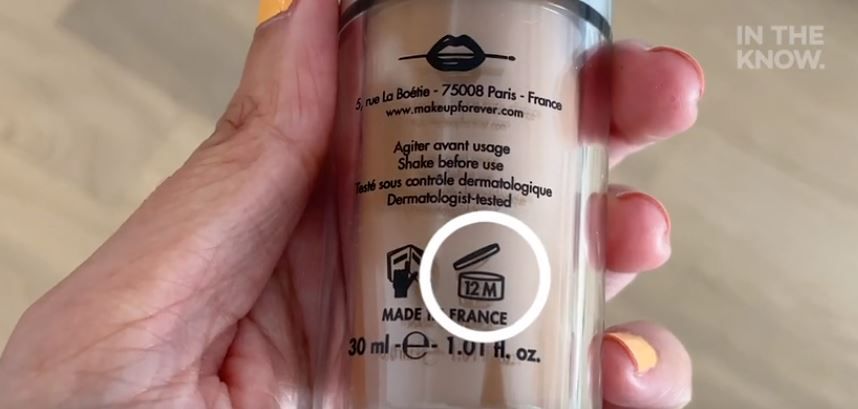 IN THE
KNOW.
5, rue La Boétie - 75008 Paris - France
www.makeupforever.com
Agiter avant usage
Shake before use
Testé sous contrôle dermatologique
Dermatologist-tested
12 M
MADE I FRANCE
30 ml -e- 1.01 fl. oz.